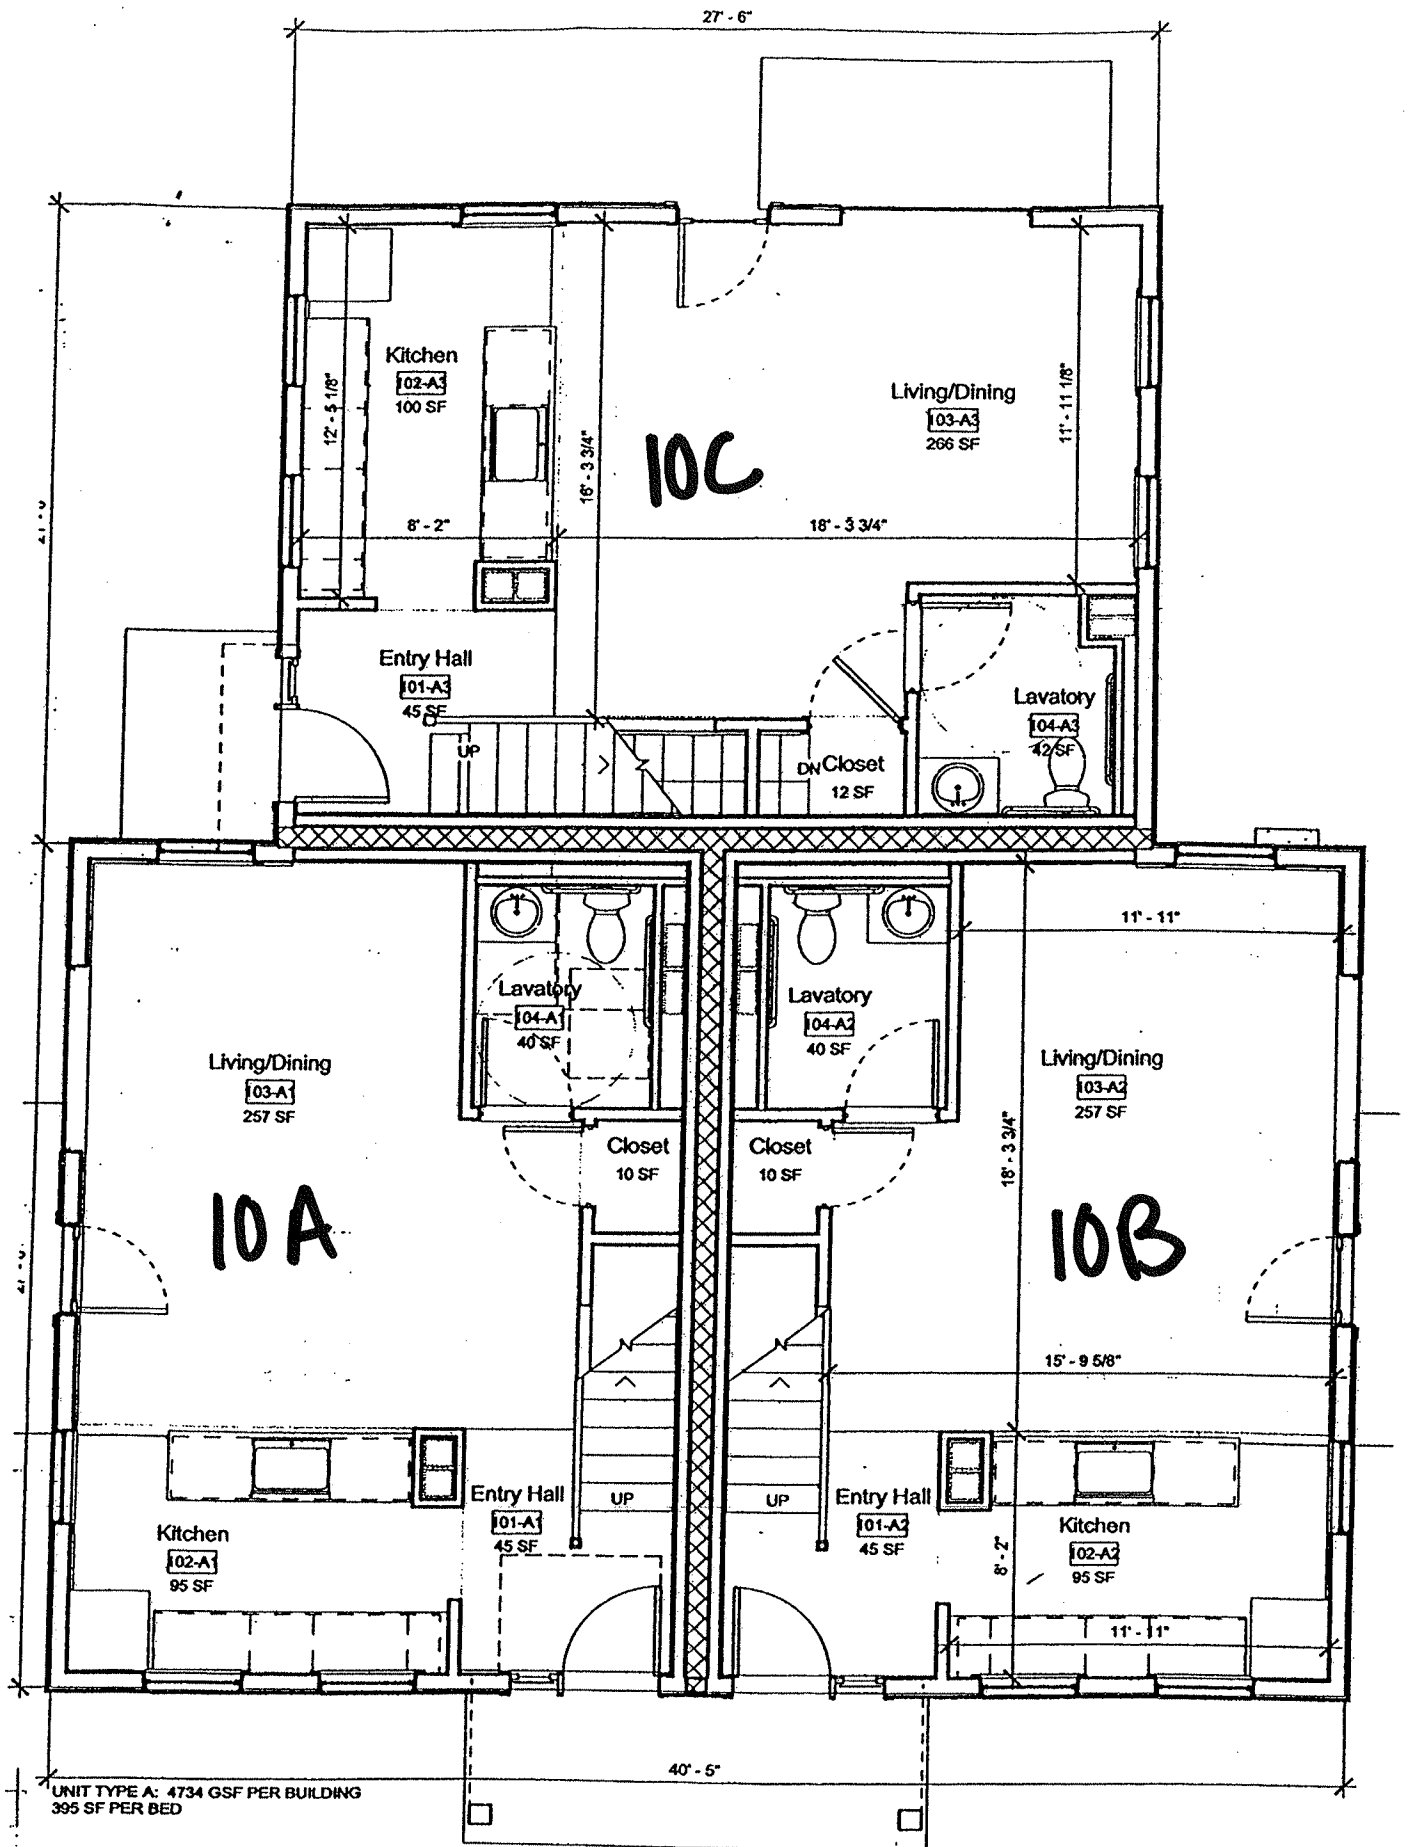 27' - 6"
Kitchen
102-A3
100 SF
12' - 5 1/8"
Living/Dining
103-A3
266 SF
11' - 11 1/8"
10C
16' - 3 3/4"
8' - 2"
18' - 3 3/4"
Entry Hall
101-A3
45 SF
UP
Lavatory
104-A3
42 SF
DN
Closet
12 SF
11' - 11"
Lavatory
104-A1
40 SF
Lavatory
104-A2
40 SF
Living/Dining
103-A1
257 SF
Living/Dining
103-A2
257 SF
Closet
10 SF
Closet
10 SF
18' - 3 3/4"
10A
10B
15' - 9 5/8"
Entry Hall
101-A1
45 SF
UP
UP
Entry Hall
101-A2
45 SF
Kitchen
102-A1
95 SF
Kitchen
102-A2
95 SF
8' - 2"
11' - 11"
40' - 5"
UNIT TYPE A: 4734 GSF PER BUILDING
395 SF PER BED